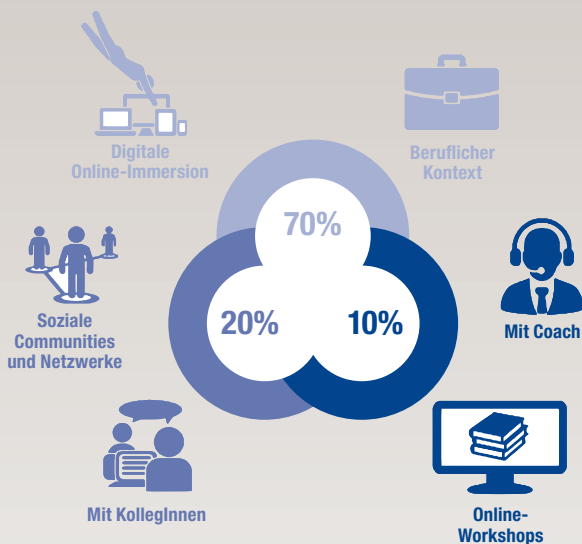 Digitale
Online-Immersion
Beruflicher
Kontext
70%
20%
10%
Soziale
Communities
und Netzwerke
Mit Coach
Mit KollegInnen
Online-
Workshops